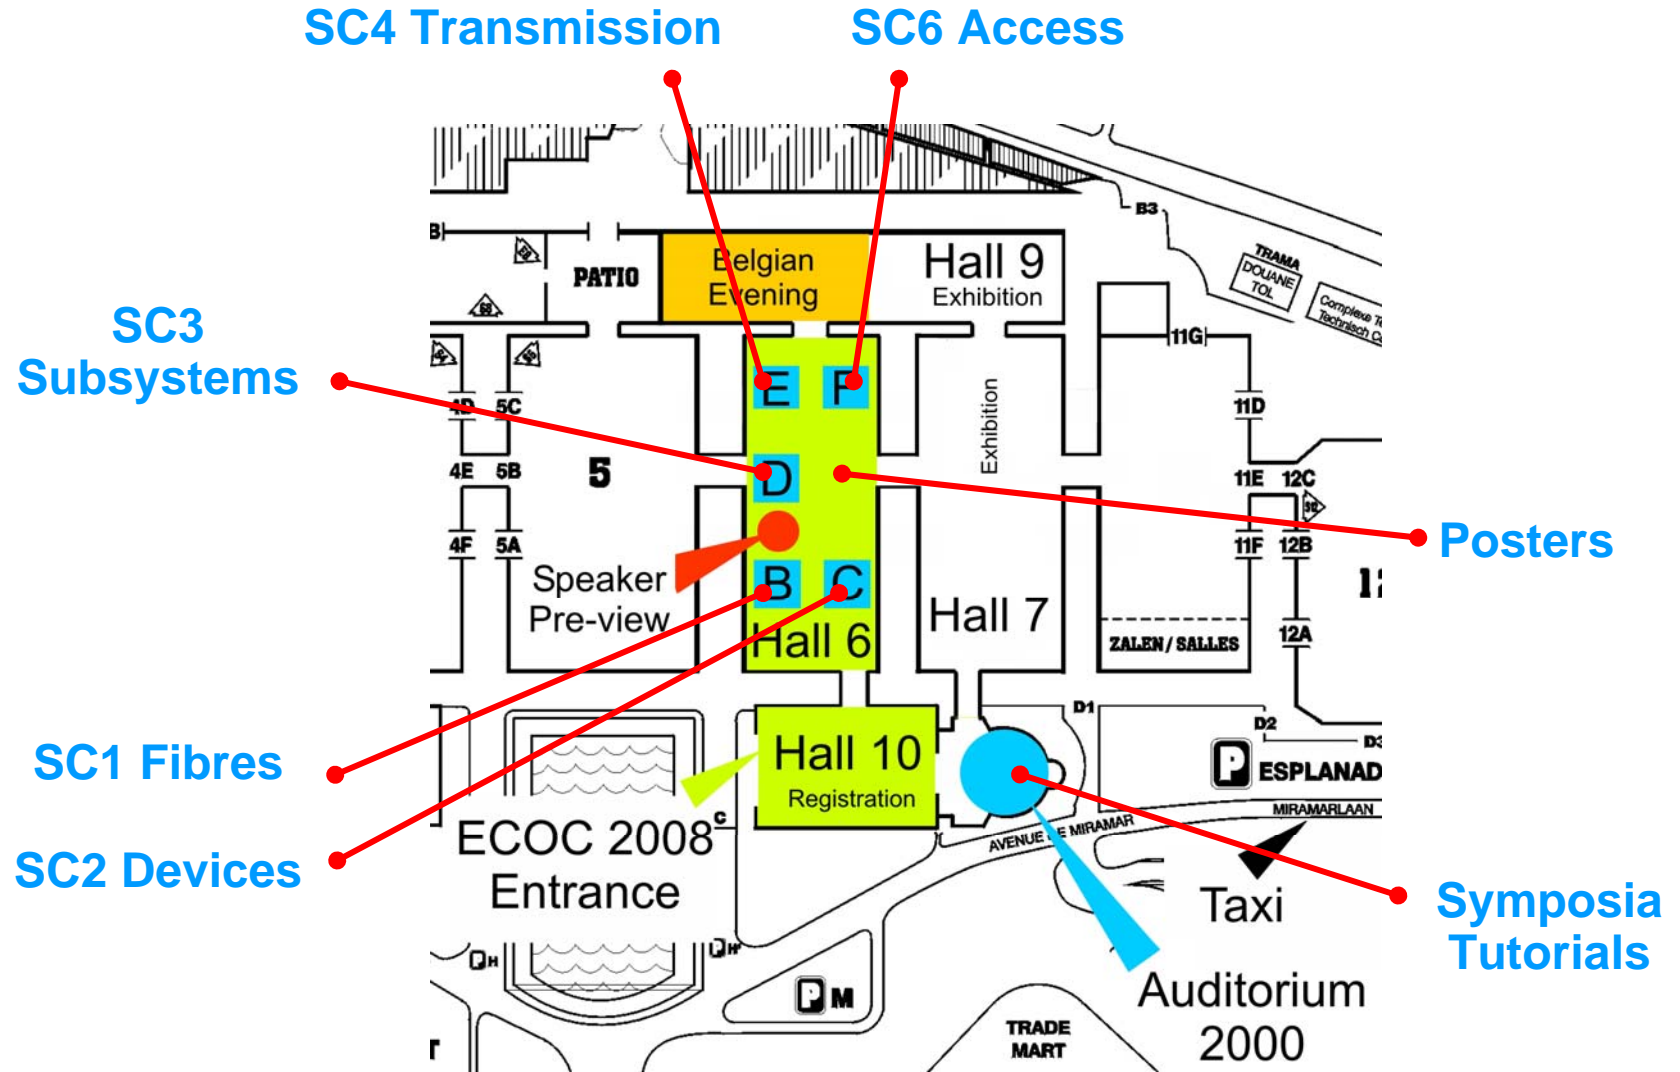 SC4 Transmission
SC6 Access
B3
B
TRAMA
DOUANE
TOL
PATIO
Belgian
Evening
Hall 9
Exhibition
11G
SC3
Subsystems
E
F
4D
5C
Exhibition
11D
4E
5B
5
D
11E
12C
S12
4F
5A
11F
12B
Posters
Speaker
Pre-view
B
C
Hall 6
Hall 7
12A
ZALEN / SALLES
D1
D2
D3
SC1 Fibres
Hall 10
Registration
P
ESPLANAD
MIRAMARLAAN
AVENUE DE MIRAMAR
C
ECOC 2008
Entrance
SC2 Devices
Taxi
Symposia
Tutorials
P H
P H'
P M
Auditorium
2000
TRADE
MART
T